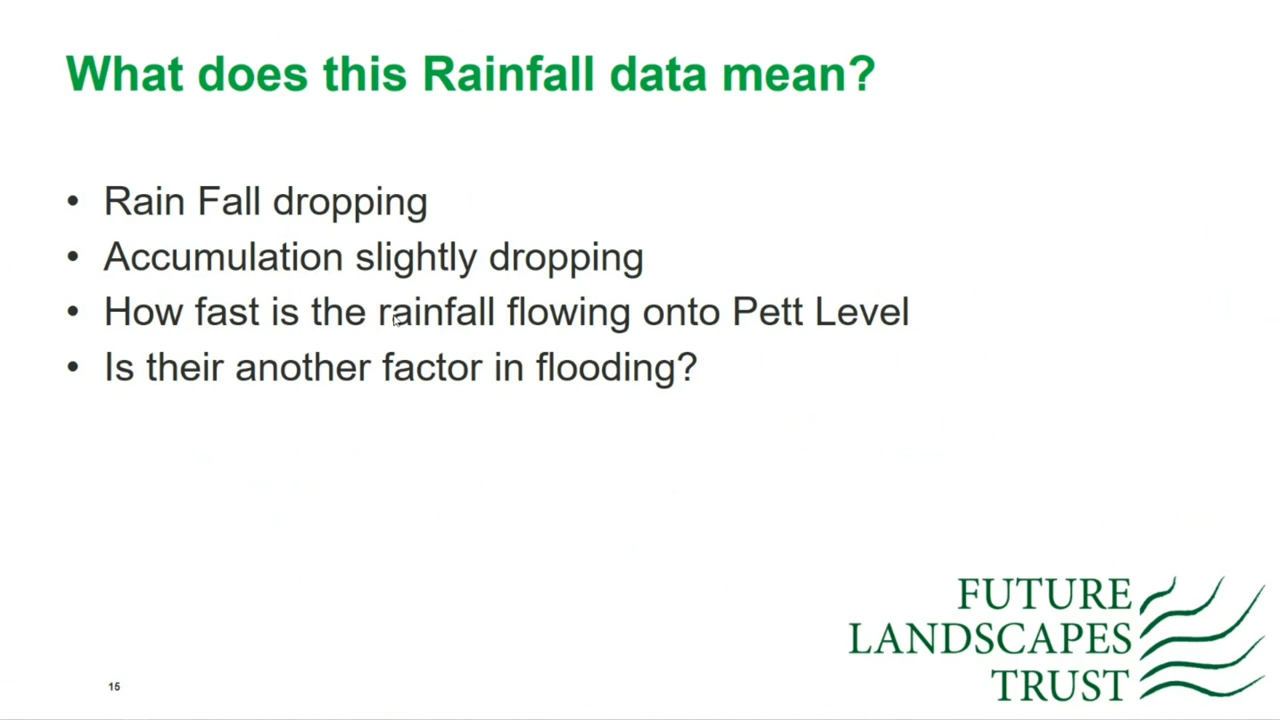 What does this Rainfall data mean?
• Rain Fall dropping
• Accumulation slightly dropping
• How fast is the rainfall flowing onto Pett Level
• Is their another factor in flooding?
FUTURE
LANDSCAPES
TRUST
15